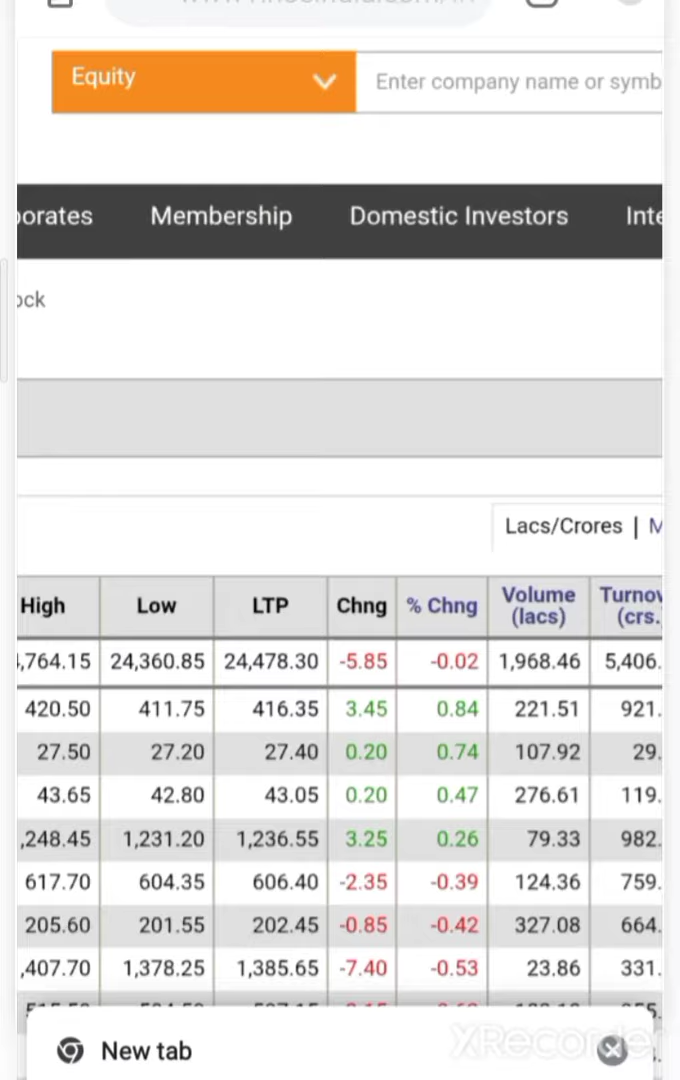 Equity
Enter company name or symb
porates Membership Domestic Investors Inte
ock
Lacs/Crores | M
High Low LTP Chng % Chng Volume (lacs) Turnov (crs.
,764.15 24,360.85 24,478.30 -5.85 -0.02 1,968.46 5,406.
420.50 411.75 416.35 3.45 0.84 221.51 921.
27.50 27.20 27.40 0.20 0.74 107.92 29.
43.65 42.80 43.05 0.20 0.47 276.61 119.
,248.45 1,231.20 1,236.55 3.25 0.26 79.33 982.
617.70 604.35 606.40 -2.35 -0.39 124.36 759.
205.60 201.55 202.45 -0.85 -0.42 327.08 664.
,407.70 1,378.25 1,385.65 -7.40 -0.53 23.86 331.
New tab
XRecorder